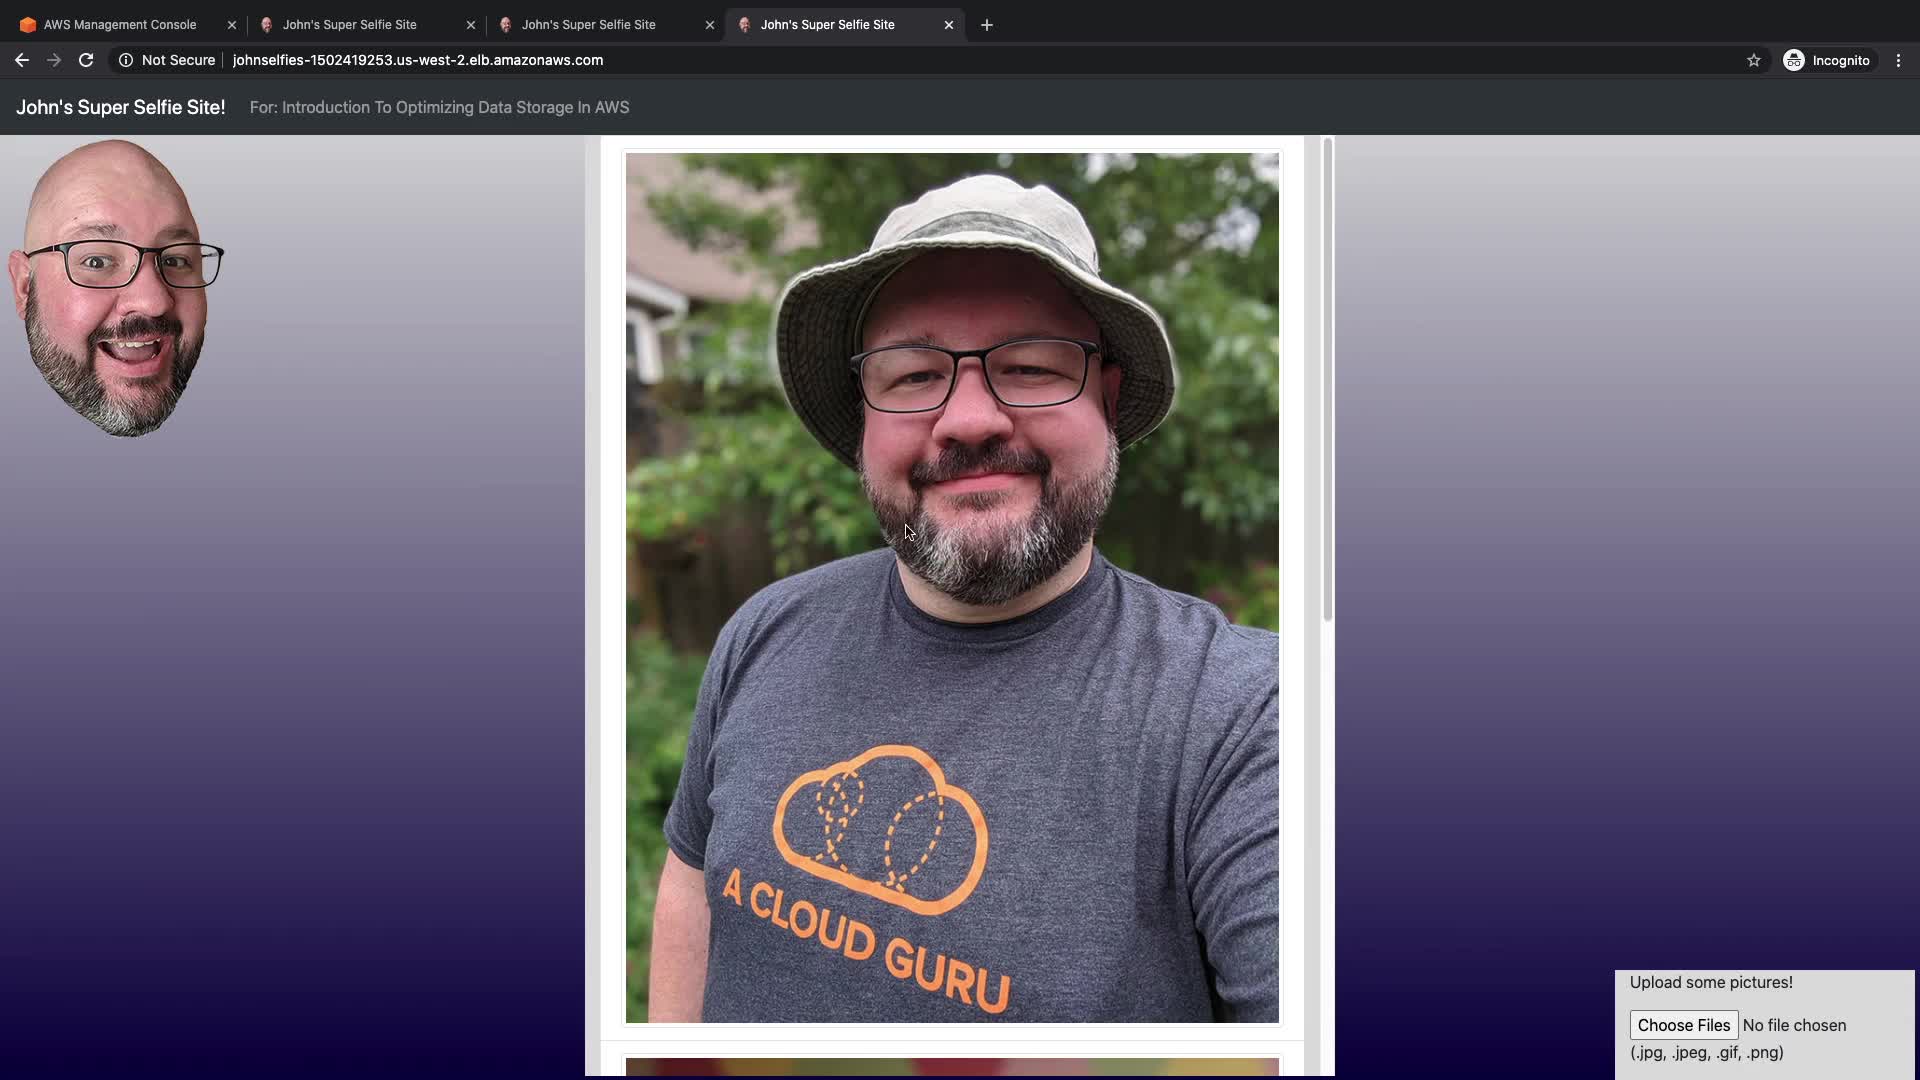 AWS Management Console
John's Super Selfie Site
John's Super Selfie Site
John's Super Selfie Site
Not Secure
johnselfies-1502419253.us-west-2.elb.amazonaws.com
Incognito
John's Super Selfie Site!
For: Introduction To Optimizing Data Storage In AWS
A CLOUD GURU
Upload some pictures!
Choose Files No file chosen
(.jpg, .jpeg, .gif, .png)